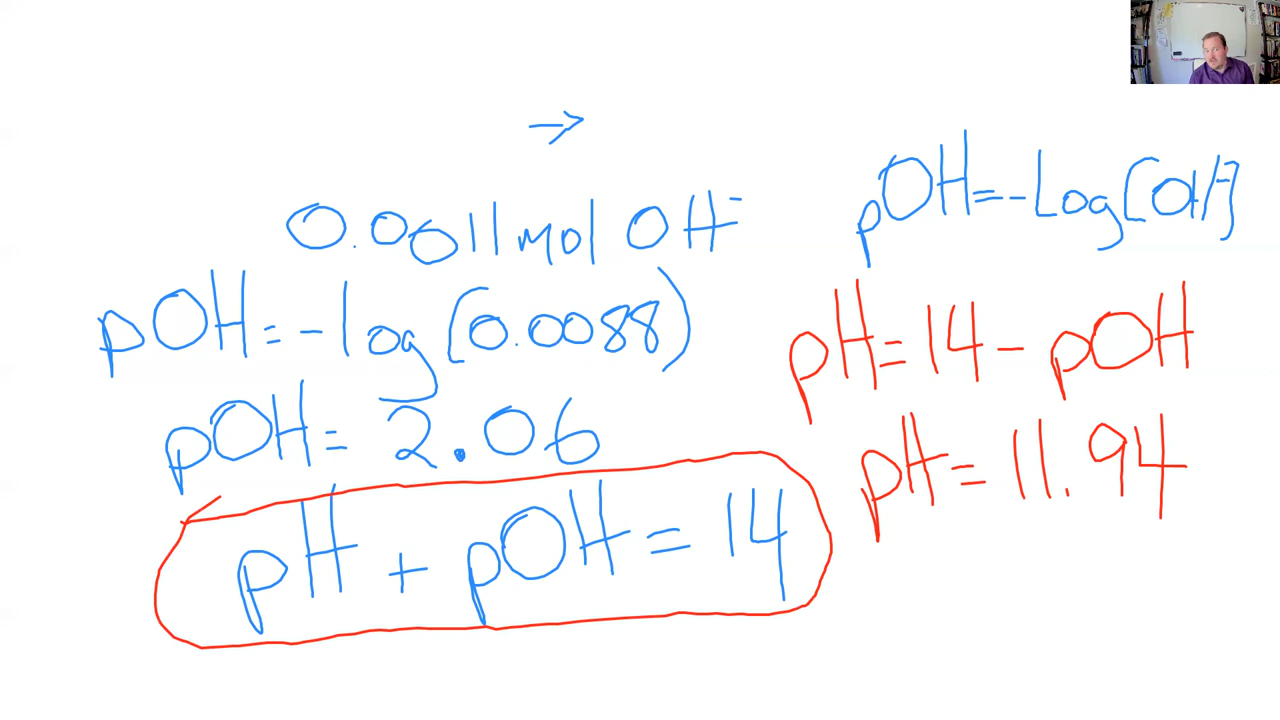 →
0.0011 mol OH⁻
pOH = -Log[OH⁻]
pOH = -log(0.0088)
pH = 14 - pOH
pOH = 2.06
pH = 11.94
pH + pOH = 14